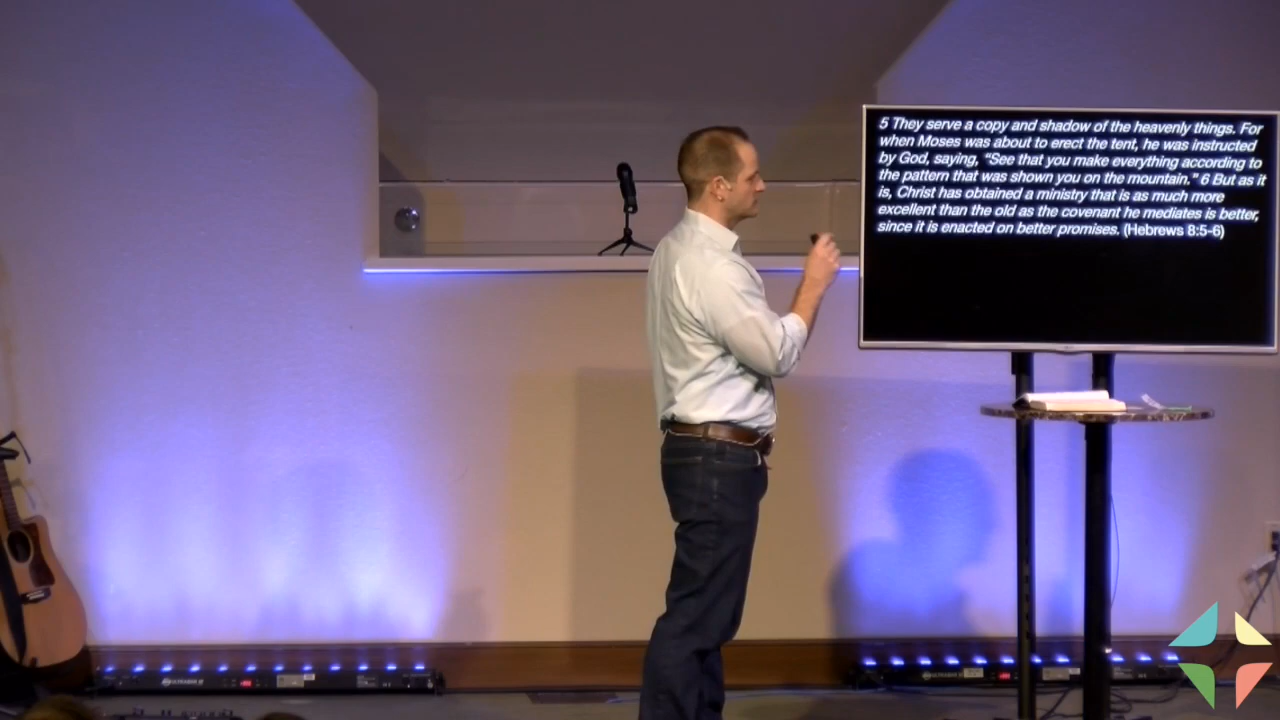 5 They serve a copy and shadow of the heavenly things. For
when Moses was about to erect the tent, he was instructed
by God, saying, “See that you make everything according to
the pattern that was shown you on the mountain.” 6 But as it
is, Christ has obtained a ministry that is as much more
excellent than the old as the covenant he mediates is better,
since it is enacted on better promises. (Hebrews 8:5-6)